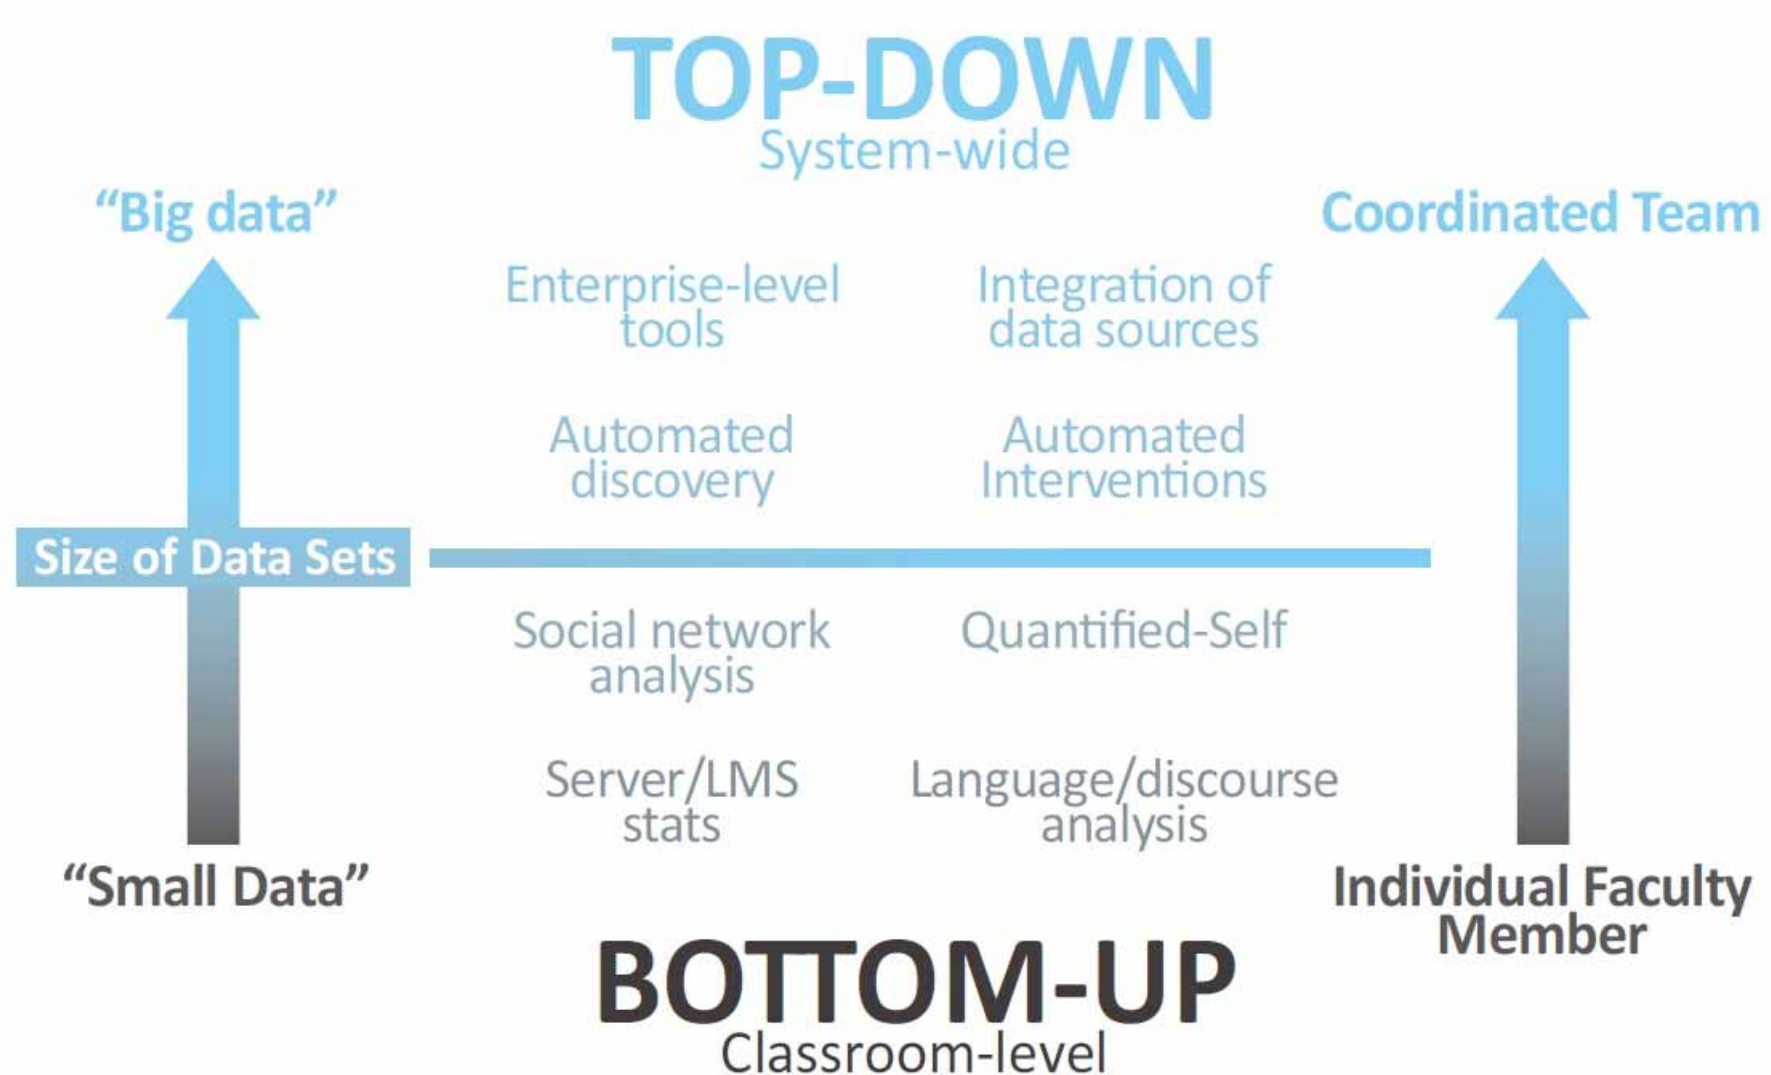 TOP-DOWN
System-wide
“Big data”
Coordinated Team
Enterprise-level
tools
Integration of
data sources
Automated
discovery
Automated
Interventions
Size of Data Sets
Social network
analysis
Quantified-Self
Server/LMS
stats
Language/discourse
analysis
“Small Data”
Individual Faculty
Member
BOTTOM-UP
Classroom-level